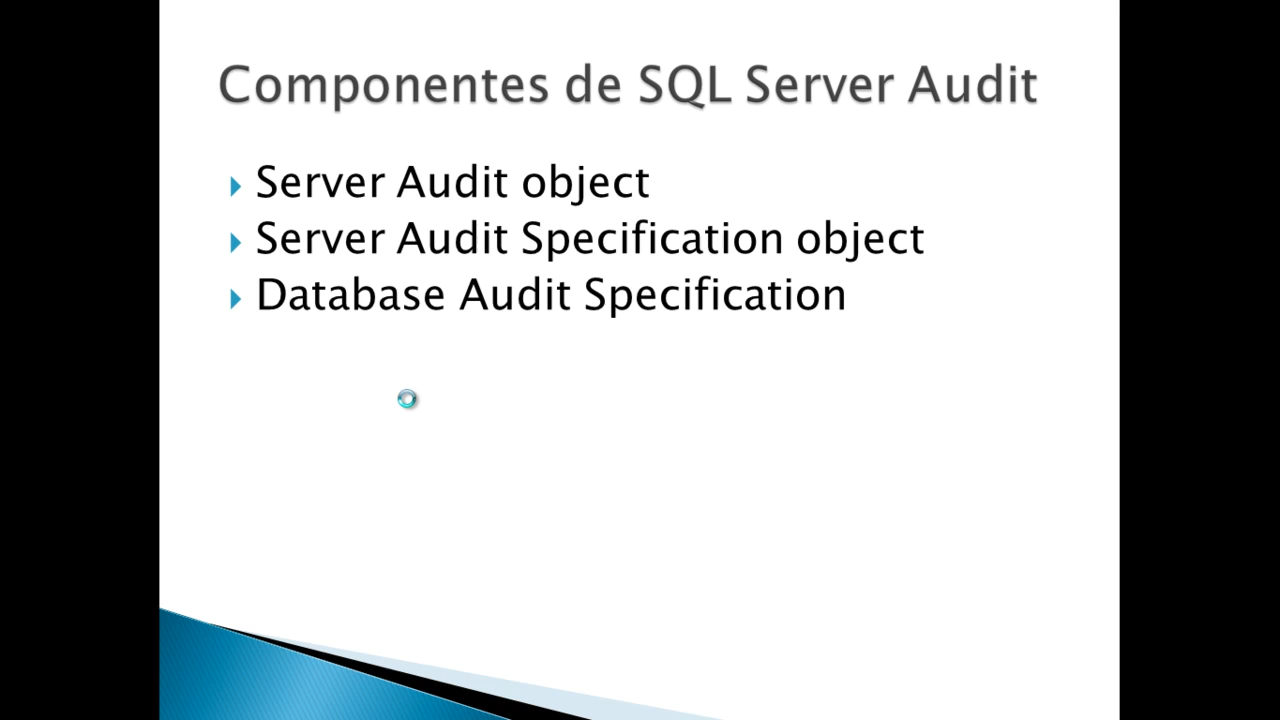 Componentes de SQL Server Audit
Server Audit object
Server Audit Specification object
Database Audit Specification